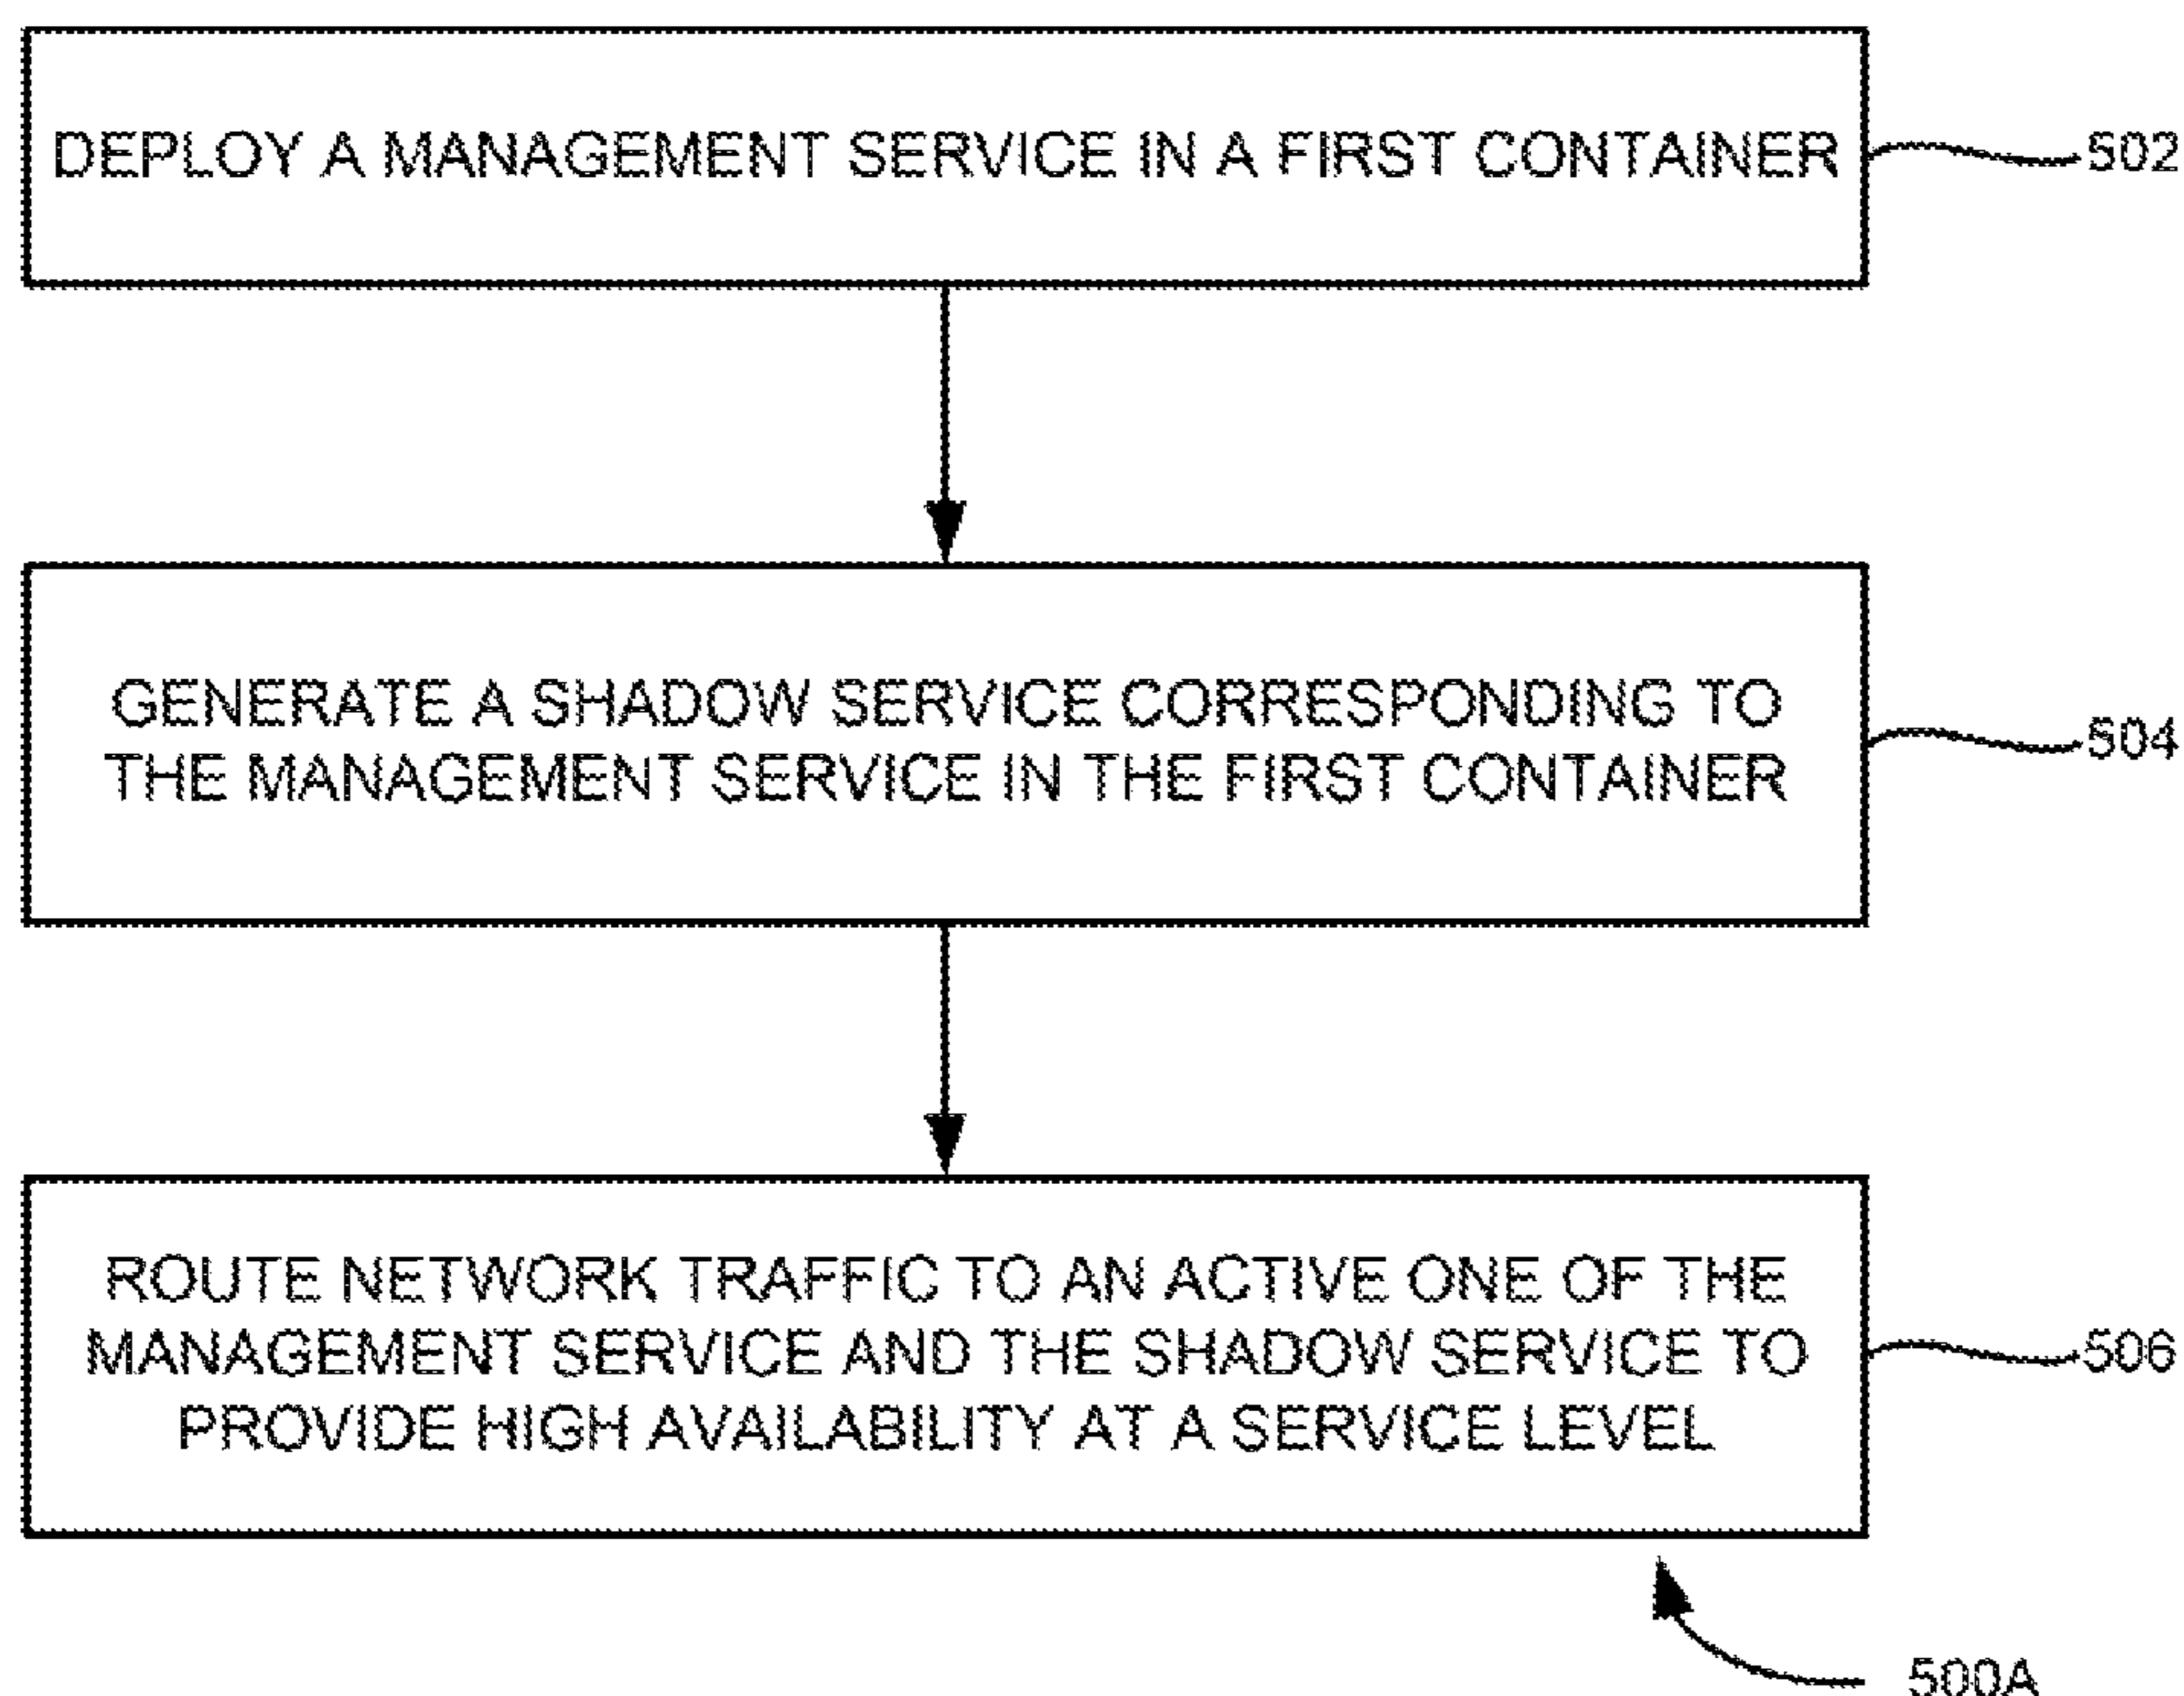 DEPLOY A MANAGEMENT SERVICE IN A FIRST CONTAINER
502
GENERATE A SHADOW SERVICE CORRESPONDING TO
THE MANAGEMENT SERVICE IN THE FIRST CONTAINER
504
ROUTE NETWORK TRAFFIC TO AN ACTIVE ONE OF THE
MANAGEMENT SERVICE AND THE SHADOW SERVICE TO
PROVIDE HIGH AVAILABILITY AT A SERVICE LEVEL
506
500A